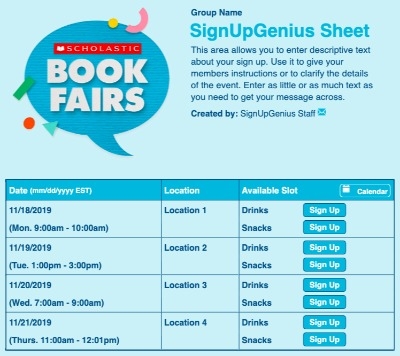 Group Name
SignUpGenius Sheet
This area allows you to enter descriptive text
about your sign up. Use it to give your
members instructions or to clarify the details
of the event. Enter as little or as much text as
you need to get your message across.
Created by: SignUpGenius Staff
SCHOLASTIC
BOOK
FAIRS
Date (mm/dd/yyyy EST) Location Available Slot Calendar
11/18/2019 Location 1 Drinks Sign Up
(Mon. 9:00am - 10:00am) Snacks Sign Up
11/19/2019 Location 2 Drinks Sign Up
(Tue. 1:00pm - 3:00pm) Snacks Sign Up
11/20/2019 Location 3 Drinks Sign Up
(Wed. 7:00am - 9:00am) Snacks Sign Up
11/21/2019 Location 4 Drinks Sign Up
(Thurs. 11:00am - 12:01pm) Snacks Sign Up